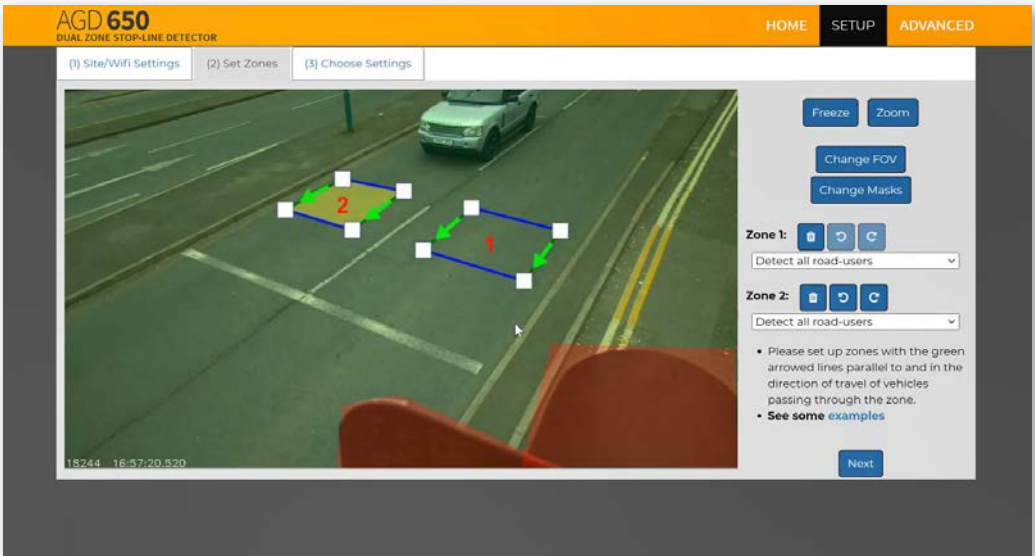 AGD 650
DUAL ZONE STOP-LINE DETECTOR
HOME
SETUP
ADVANCED
(1) Site/Wifi Settings
(2) Set Zones
(3) Choose Settings
Freeze
Zoom
Change FOV
Change Masks
Zone 1:
Detect all road-users
Zone 2:
Detect all road-users
• Please set up zones with the green
arrowed lines parallel to and in the
direction of travel of vehicles
passing through the zone.
• See some examples
Next
2
1
18244 16:57:20.520